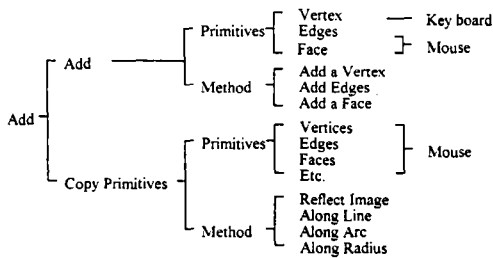 Vertex Key board
Primitives Edges
Face Mouse
Add
Add a Vertex
Method Add Edges
Add a Face
Add
Vertices
Primitives Edges
Faces Mouse
Etc.
Copy Primitives
Reflect Image
Along Line
Method Along Arc
Along Radius